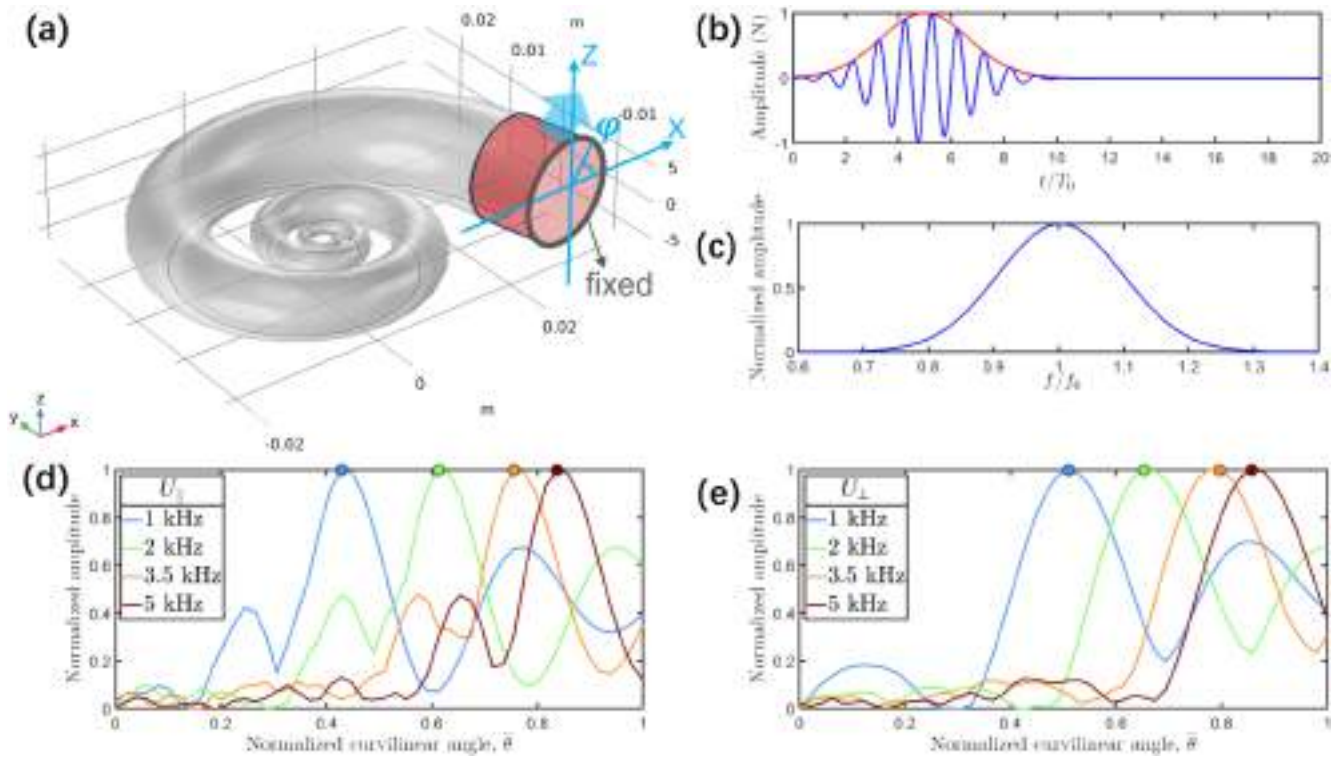 (a)
0.02
m
0.01
Z
φ
-0.01
X
5
0
-5
fixed
0.02
0
m
-0.02
z
y
x
(b)
Amplitude (N)
1
0
-1
0 2 4 6 8 10 12 14 16 18 20
t/T₀
(c)
Normalized amplitude
1
0.5
0
0.6 0.7 0.8 0.9 1 1.1 1.2 1.3 1.4
f/f₀
(d)
Normalized amplitude
1
0.8
0.6
0.4
0.2
0
U∥
1 kHz
2 kHz
3.5 kHz
5 kHz
0 0.2 0.4 0.6 0.8 1
Normalized curvilinear angle, θ̄
(e)
Normalized amplitude
1
0.8
0.6
0.4
0.2
0
U⊥
1 kHz
2 kHz
3.5 kHz
5 kHz
0 0.2 0.4 0.6 0.8 1
Normalized curvilinear angle, θ̄